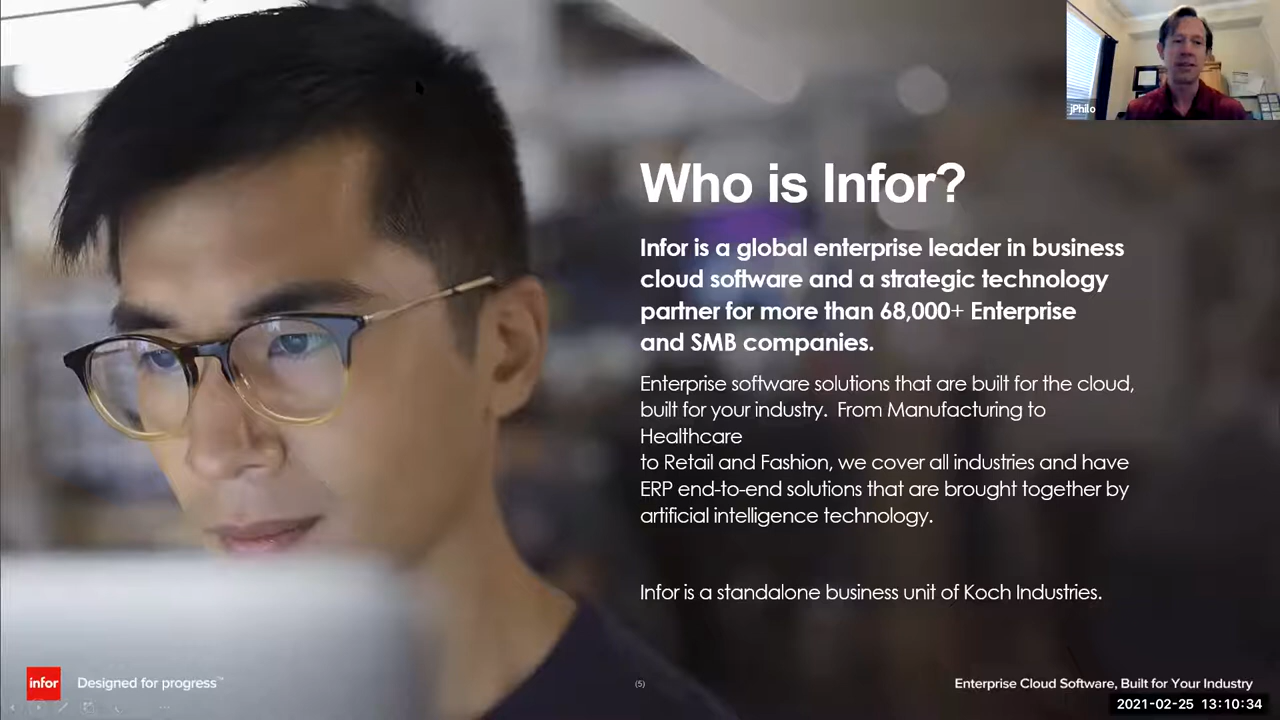 jPhilo
Who is Infor?
Infor is a global enterprise leader in business
cloud software and a strategic technology
partner for more than 68,000+ Enterprise
and SMB companies.
Enterprise software solutions that are built for the cloud,
built for your industry.  From Manufacturing to
Healthcare
to Retail and Fashion, we cover all industries and have
ERP end-to-end solutions that are brought together by
artificial intelligence technology.
Infor is a standalone business unit of Koch Industries.
infor
Designed for progress™
(5)
Enterprise Cloud Software, Built for Your Industry
2021-02-25 13:10:34